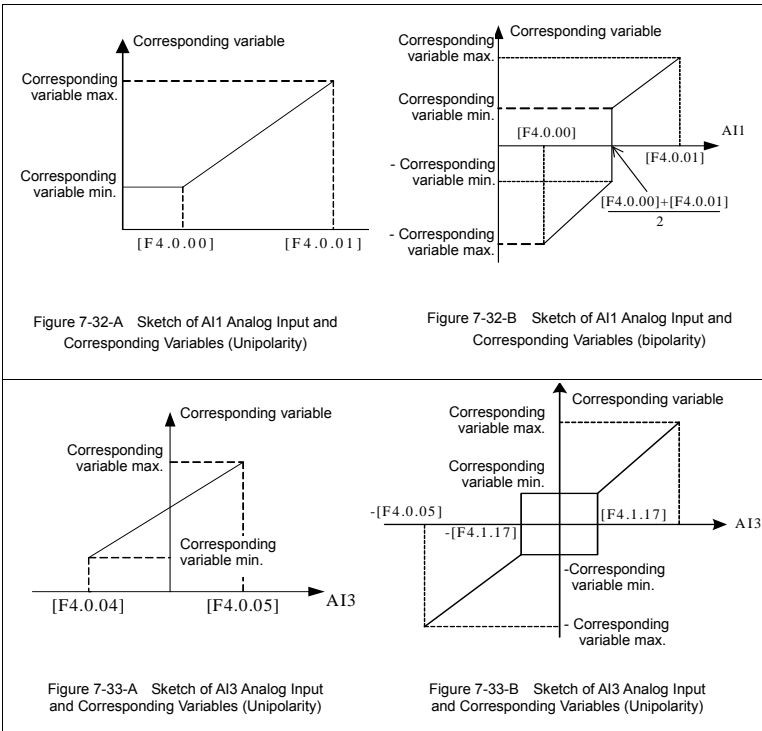 Corresponding variable
Corresponding
variable max.
Corresponding
variable min.
[F4.0.00]
[F4.0.01]
Figure 7-32-A Sketch of AI1 Analog Input and
Corresponding Variables (Unipolarity)
Corresponding variable
Corresponding
variable max.
Corresponding
variable min.
[F4.0.00]
AI1
[F4.0.01]
- Corresponding
variable min.
[F4.0.00]+[F4.0.01]
2
- Corresponding
variable max.
Figure 7-32-B Sketch of AI1 Analog Input and
Corresponding Variables (bipolarity)
Corresponding variable
Corresponding
variable max.
Corresponding
variable min.
[F4.0.04]
[F4.0.05]
AI3
Figure 7-33-A Sketch of AI3 Analog Input
and Corresponding Variables (Unipolarity)
Corresponding variable
Corresponding
variable max.
Corresponding
variable min.
-[F4.0.05]
-[F4.1.17]
[F4.1.17]
AI3
-Corresponding
variable min.
- Corresponding
variable max.
Figure 7-33-B Sketch of AI3 Analog Input
and Corresponding Variables (Unipolarity)